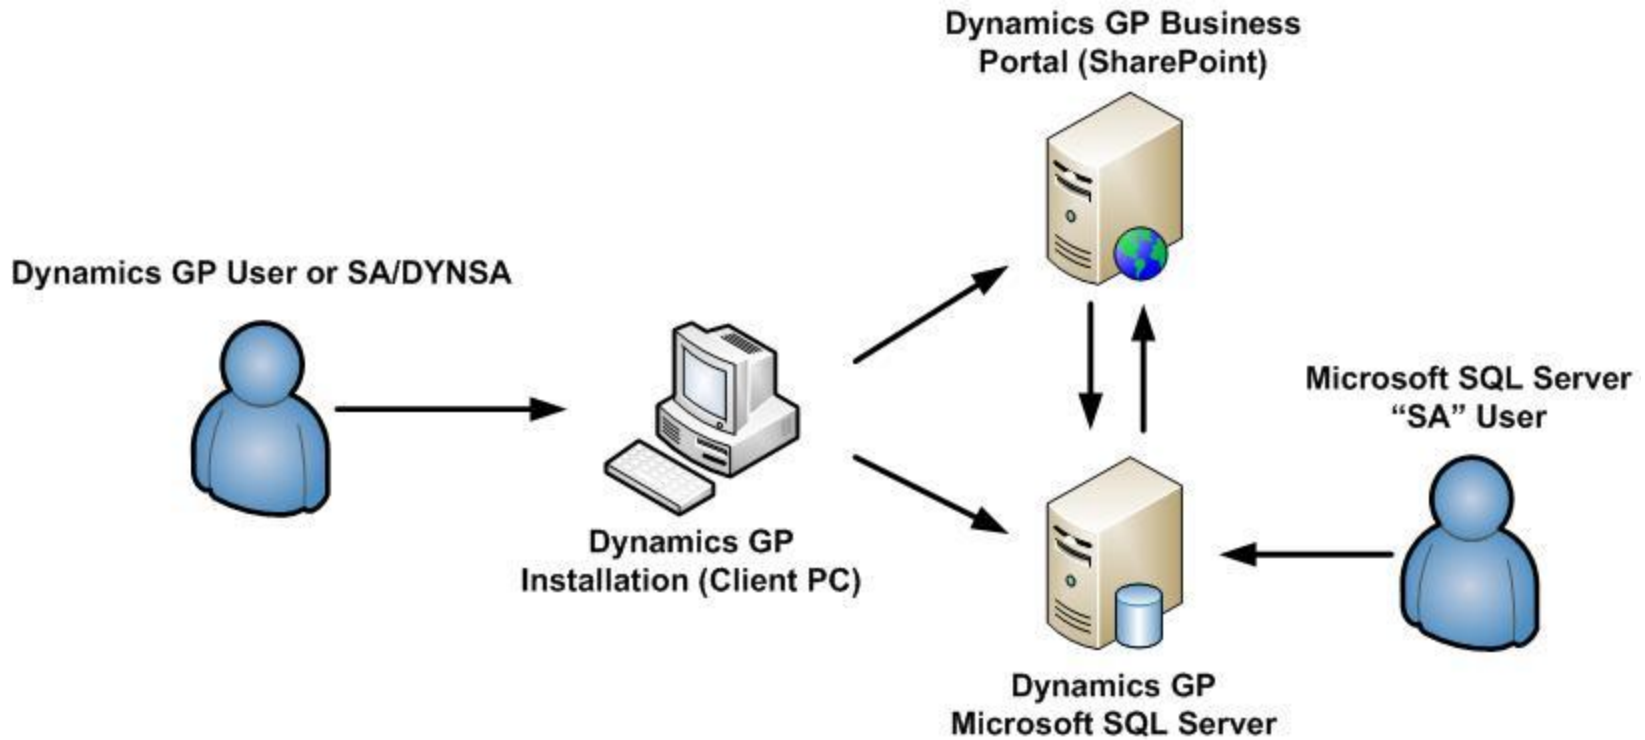 Dynamics GP Business
Portal (SharePoint)
Dynamics GP User or SA/DYNSA
Microsoft SQL Server
“SA” User
Dynamics GP
Installation (Client PC)
Dynamics GP
Microsoft SQL Server